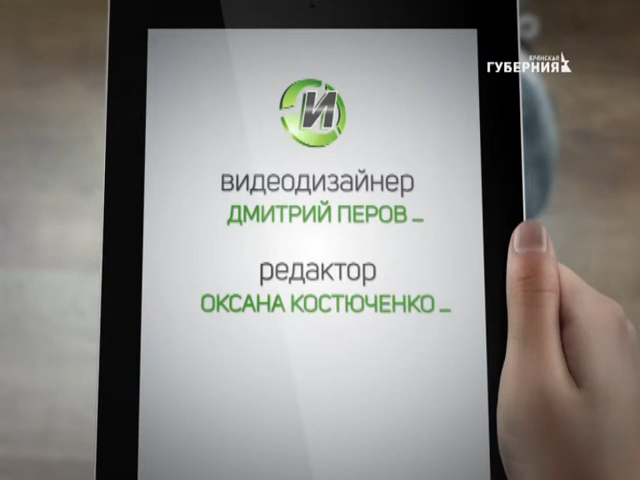 БРЯНСКАЯ
ГУБЕРНИЯ
И
видеодизайнер
ДМИТРИЙ ПЕРОВ _
редактор
ОКСАНА КОСТЮЧЕНКО _